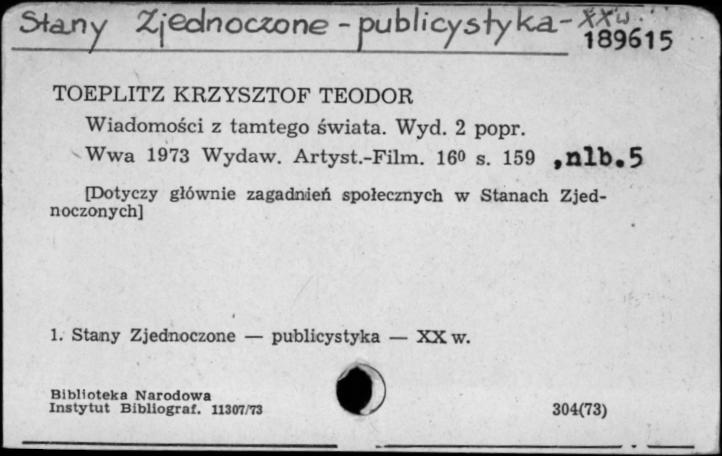 Stany Zjednoczone - publicystyka - XX w.
189615
TOEPLITZ KRZYSZTOF TEODOR
Wiadomości z tamtego świata. Wyd. 2 popr.
Wwa 1973 Wydaw. Artyst.-Film. 16⁰ s. 159 ,nlb.5
[Dotyczy głównie zagadnień społecznych w Stanach Zjed-
noczonych]
1. Stany Zjednoczone — publicystyka — XX w.
Biblioteka Narodowa
Instytut Bibliograf. 11307/73
304(73)